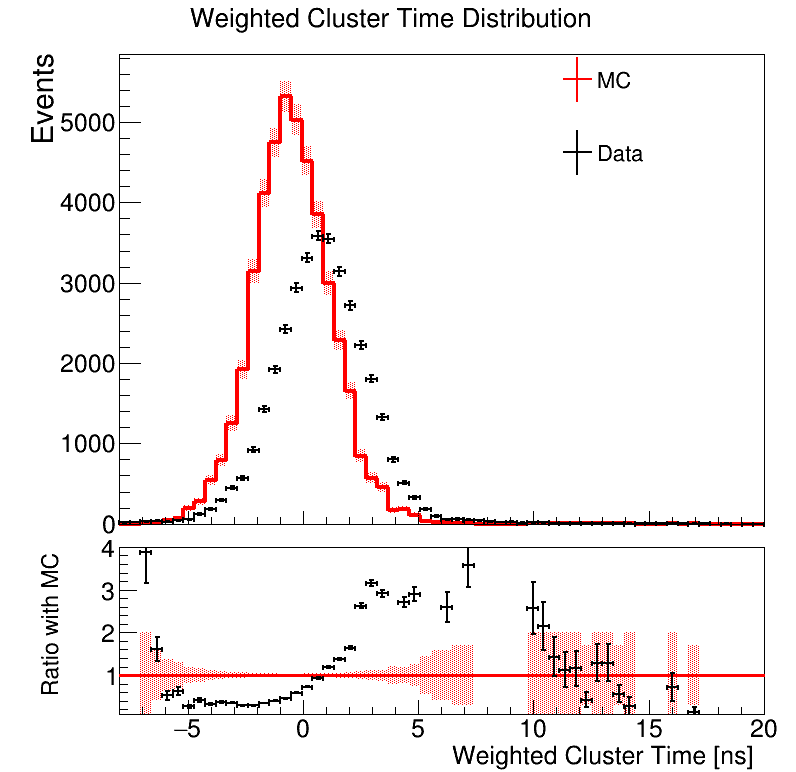 Weighted Cluster Time Distribution
Events
MC
Data
5000
4000
3000
2000
1000
0
Ratio with MC
4
3
2
1
−5 0 5 10 15 20
Weighted Cluster Time [ns]